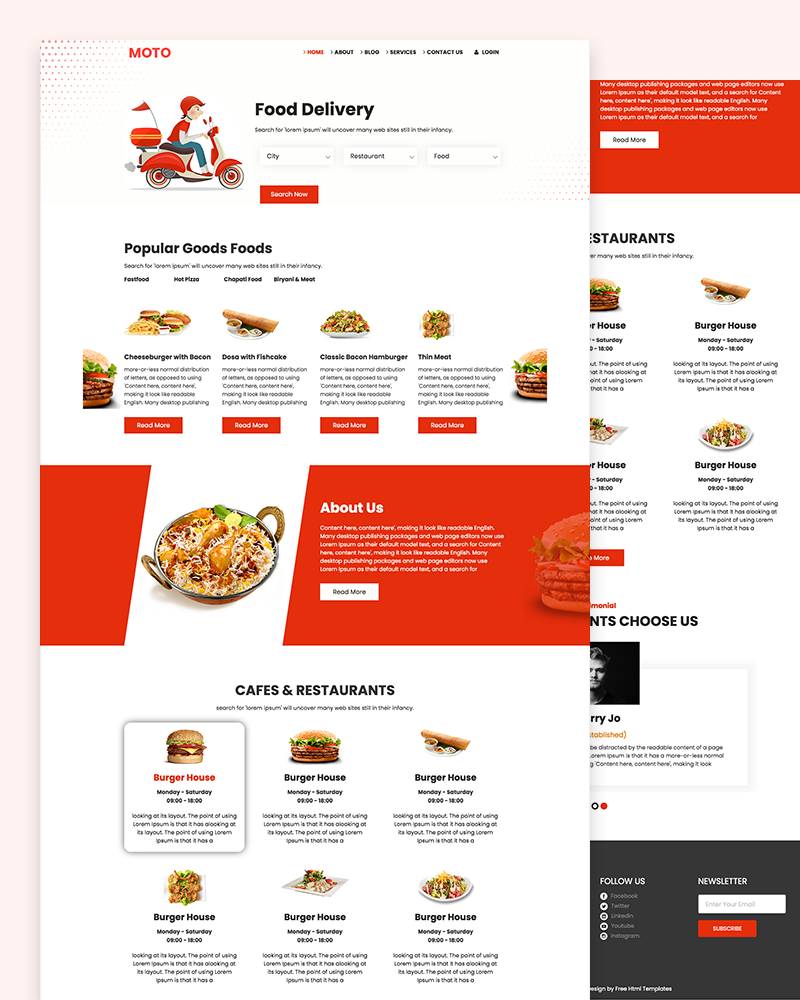 MOTO
HOME
ABOUT
BLOG
SERVICES
CONTACT US
LOGIN
Food Delivery
Search for 'lorem ipsum' will uncover many web sites still in their infancy.
City
Restaurant
Food
Search Now
Popular Goods Foods
Search for 'lorem ipsum' will uncover many web sites still in their infancy.
Fastfood
Hot Pizza
Chapati Food
Biryani & Meat
Cheeseburger with Bacon
more-or-less normal distribution
of letters, as opposed to using
'Content here, content here',
making it look like readable
English. Many desktop publishing
Read More
Dosa with Fishcake
more-or-less normal distribution
of letters, as opposed to using
'Content here, content here',
making it look like readable
English. Many desktop publishing
Read More
Classic Bacon Hamburger
more-or-less normal distribution
of letters, as opposed to using
'Content here, content here',
making it look like readable
English. Many desktop publishing
Read More
Thin Meat
more-or-less normal distribution
of letters, as opposed to using
'Content here, content here',
making it look like readable
English. Many desktop publishing
Read More
About Us
Content here, content here', making it look like readable English.
Many desktop publishing packages and web page editors now use
Lorem Ipsum as their default model text, and a search for Content
here, content here', making it look like readable English. Many
desktop publishing packages and web page editors now use
Lorem Ipsum as their default model text, and a search for
Read More
CAFES & RESTAURANTS
search for 'lorem ipsum' will uncover many web sites still in their infancy.
Burger House
Monday - Saturday
09:00 - 18:00
looking at its layout. The point of using
Lorem Ipsum is that it has alooking at
its layout. The point of using Lorem
Ipsum is that it has a
Burger House
Monday - Saturday
09:00 - 18:00
looking at its layout. The point of using
Lorem Ipsum is that it has alooking at
its layout. The point of using Lorem
Ipsum is that it has a
Burger House
Monday - Saturday
09:00 - 18:00
looking at its layout. The point of using
Lorem Ipsum is that it has alooking at
its layout. The point of using Lorem
Ipsum is that it has a
Burger House
Monday - Saturday
09:00 - 18:00
looking at its layout. The point of using
Lorem Ipsum is that it has alooking at
its layout. The point of using Lorem
Ipsum is that it has a
Burger House
Monday - Saturday
09:00 - 18:00
looking at its layout. The point of using
Lorem Ipsum is that it has alooking at
its layout. The point of using Lorem
Ipsum is that it has a
Burger House
Monday - Saturday
09:00 - 18:00
looking at its layout. The point of using
Lorem Ipsum is that it has alooking at
its layout. The point of using Lorem
Ipsum is that it has a
Many desktop publishing packages and web page editors now use
Lorem Ipsum as their default model text, and a search for Content
here, content here', making it look like readable English. Many
desktop publishing packages and web page editors now use
Lorem Ipsum as their default model text, and a search for
Read More
ESTAURANTS
er many web sites still in their infancy.
r House
- Saturday
- 18:00
ut. The point of using
that it has alooking at
point of using Lorem
that it has a
Burger House
Monday - Saturday
09:00 - 18:00
looking at its layout. The point of using
Lorem Ipsum is that it has alooking at
its layout. The point of using Lorem
Ipsum is that it has a
r House
- Saturday
- 18:00
ut. The point of using
that it has alooking at
point of using Lorem
that it has a
Burger House
Monday - Saturday
09:00 - 18:00
looking at its layout. The point of using
Lorem Ipsum is that it has alooking at
its layout. The point of using Lorem
Ipsum is that it has a
More
imonial
NTS CHOOSE US
rry Jo
stablished)
be distracted by the readable content of a page
Lorem Ipsum is that it has a more-or-less normal
g 'Content here, content here', making it look
FOLLOW US
Facebook
Twitter
Linkedin
Youtube
Instagram
NEWSLETTER
Enter Your Email
SUBSCRIBE
esign by Free Html Templates